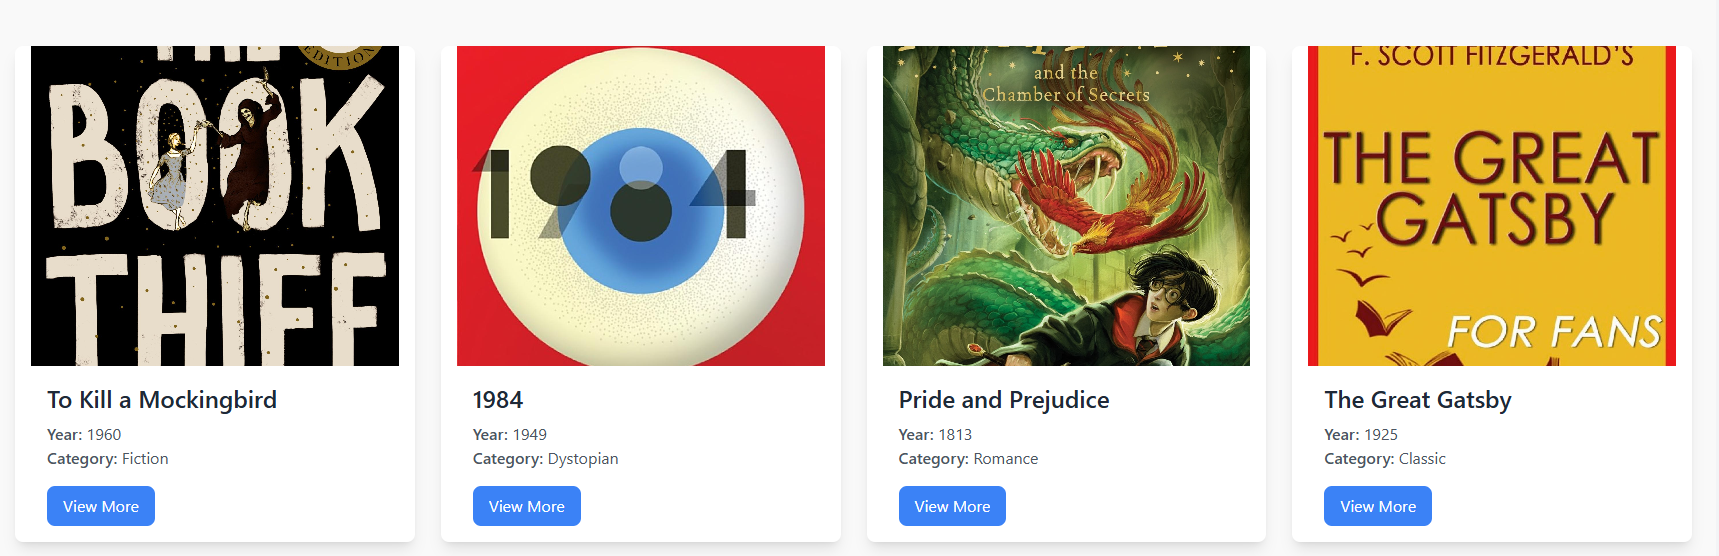 EDITION
BOOK
THIEF
To Kill a Mockingbird
Year: 1960
Category: Fiction
View More
1984
1984
Year: 1949
Category: Dystopian
View More
and the
Chamber of Secrets
Pride and Prejudice
Year: 1813
Category: Romance
View More
F. SCOTT FITZGERALD'S
THE GREAT
GATSBY
FOR FANS
The Great Gatsby
Year: 1925
Category: Classic
View More